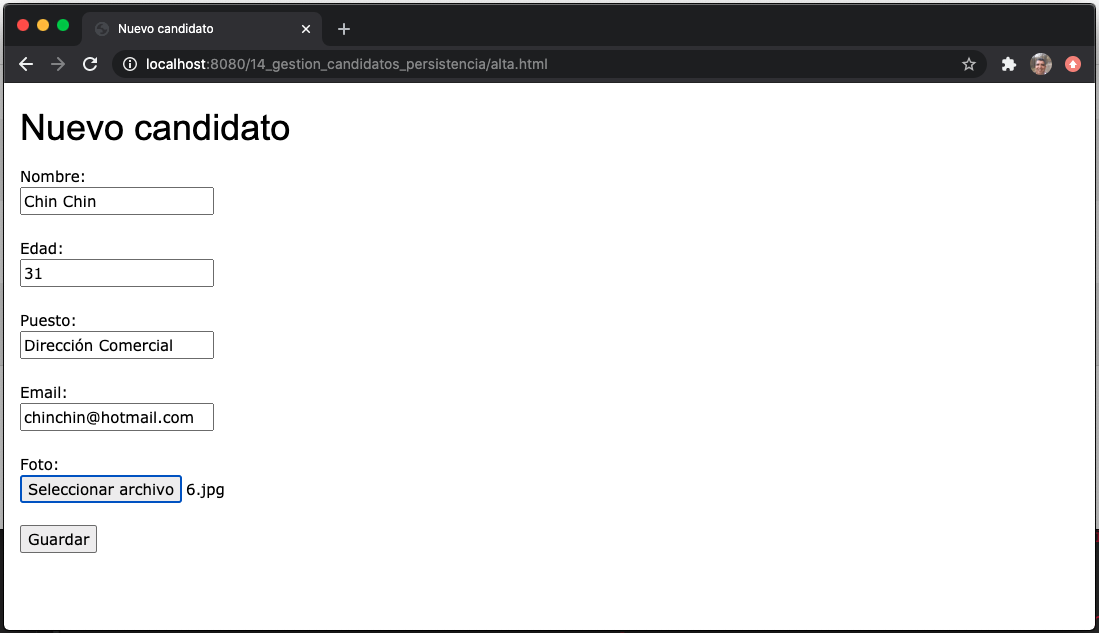 Nuevo candidato
localhost:8080/14_gestion_candidatos_persistencia/alta.html
Nuevo candidato
Nombre:
Chin Chin
Edad:
31
Puesto:
Dirección Comercial
Email:
chinchin@hotmail.com
Foto:
Seleccionar archivo 6.jpg
Guardar